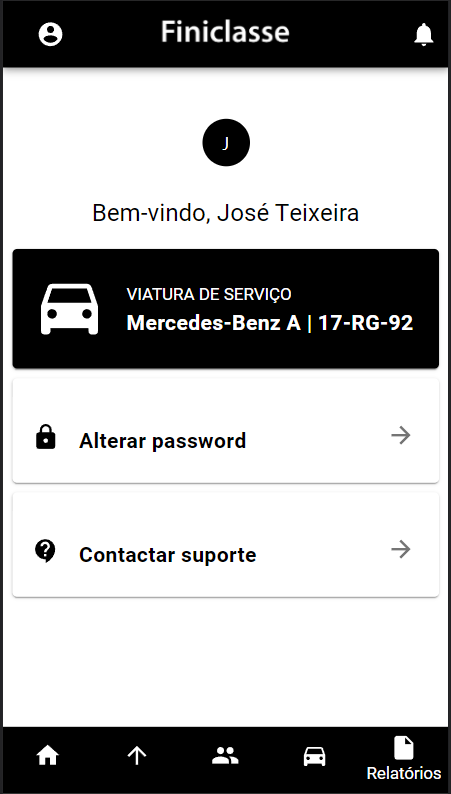 Finiclasse
J
Bem-vindo, José Teixeira
VIATURA DE SERVIÇO
Mercedes-Benz A | 17-RG-92
Alterar password
Contactar suporte
Relatórios